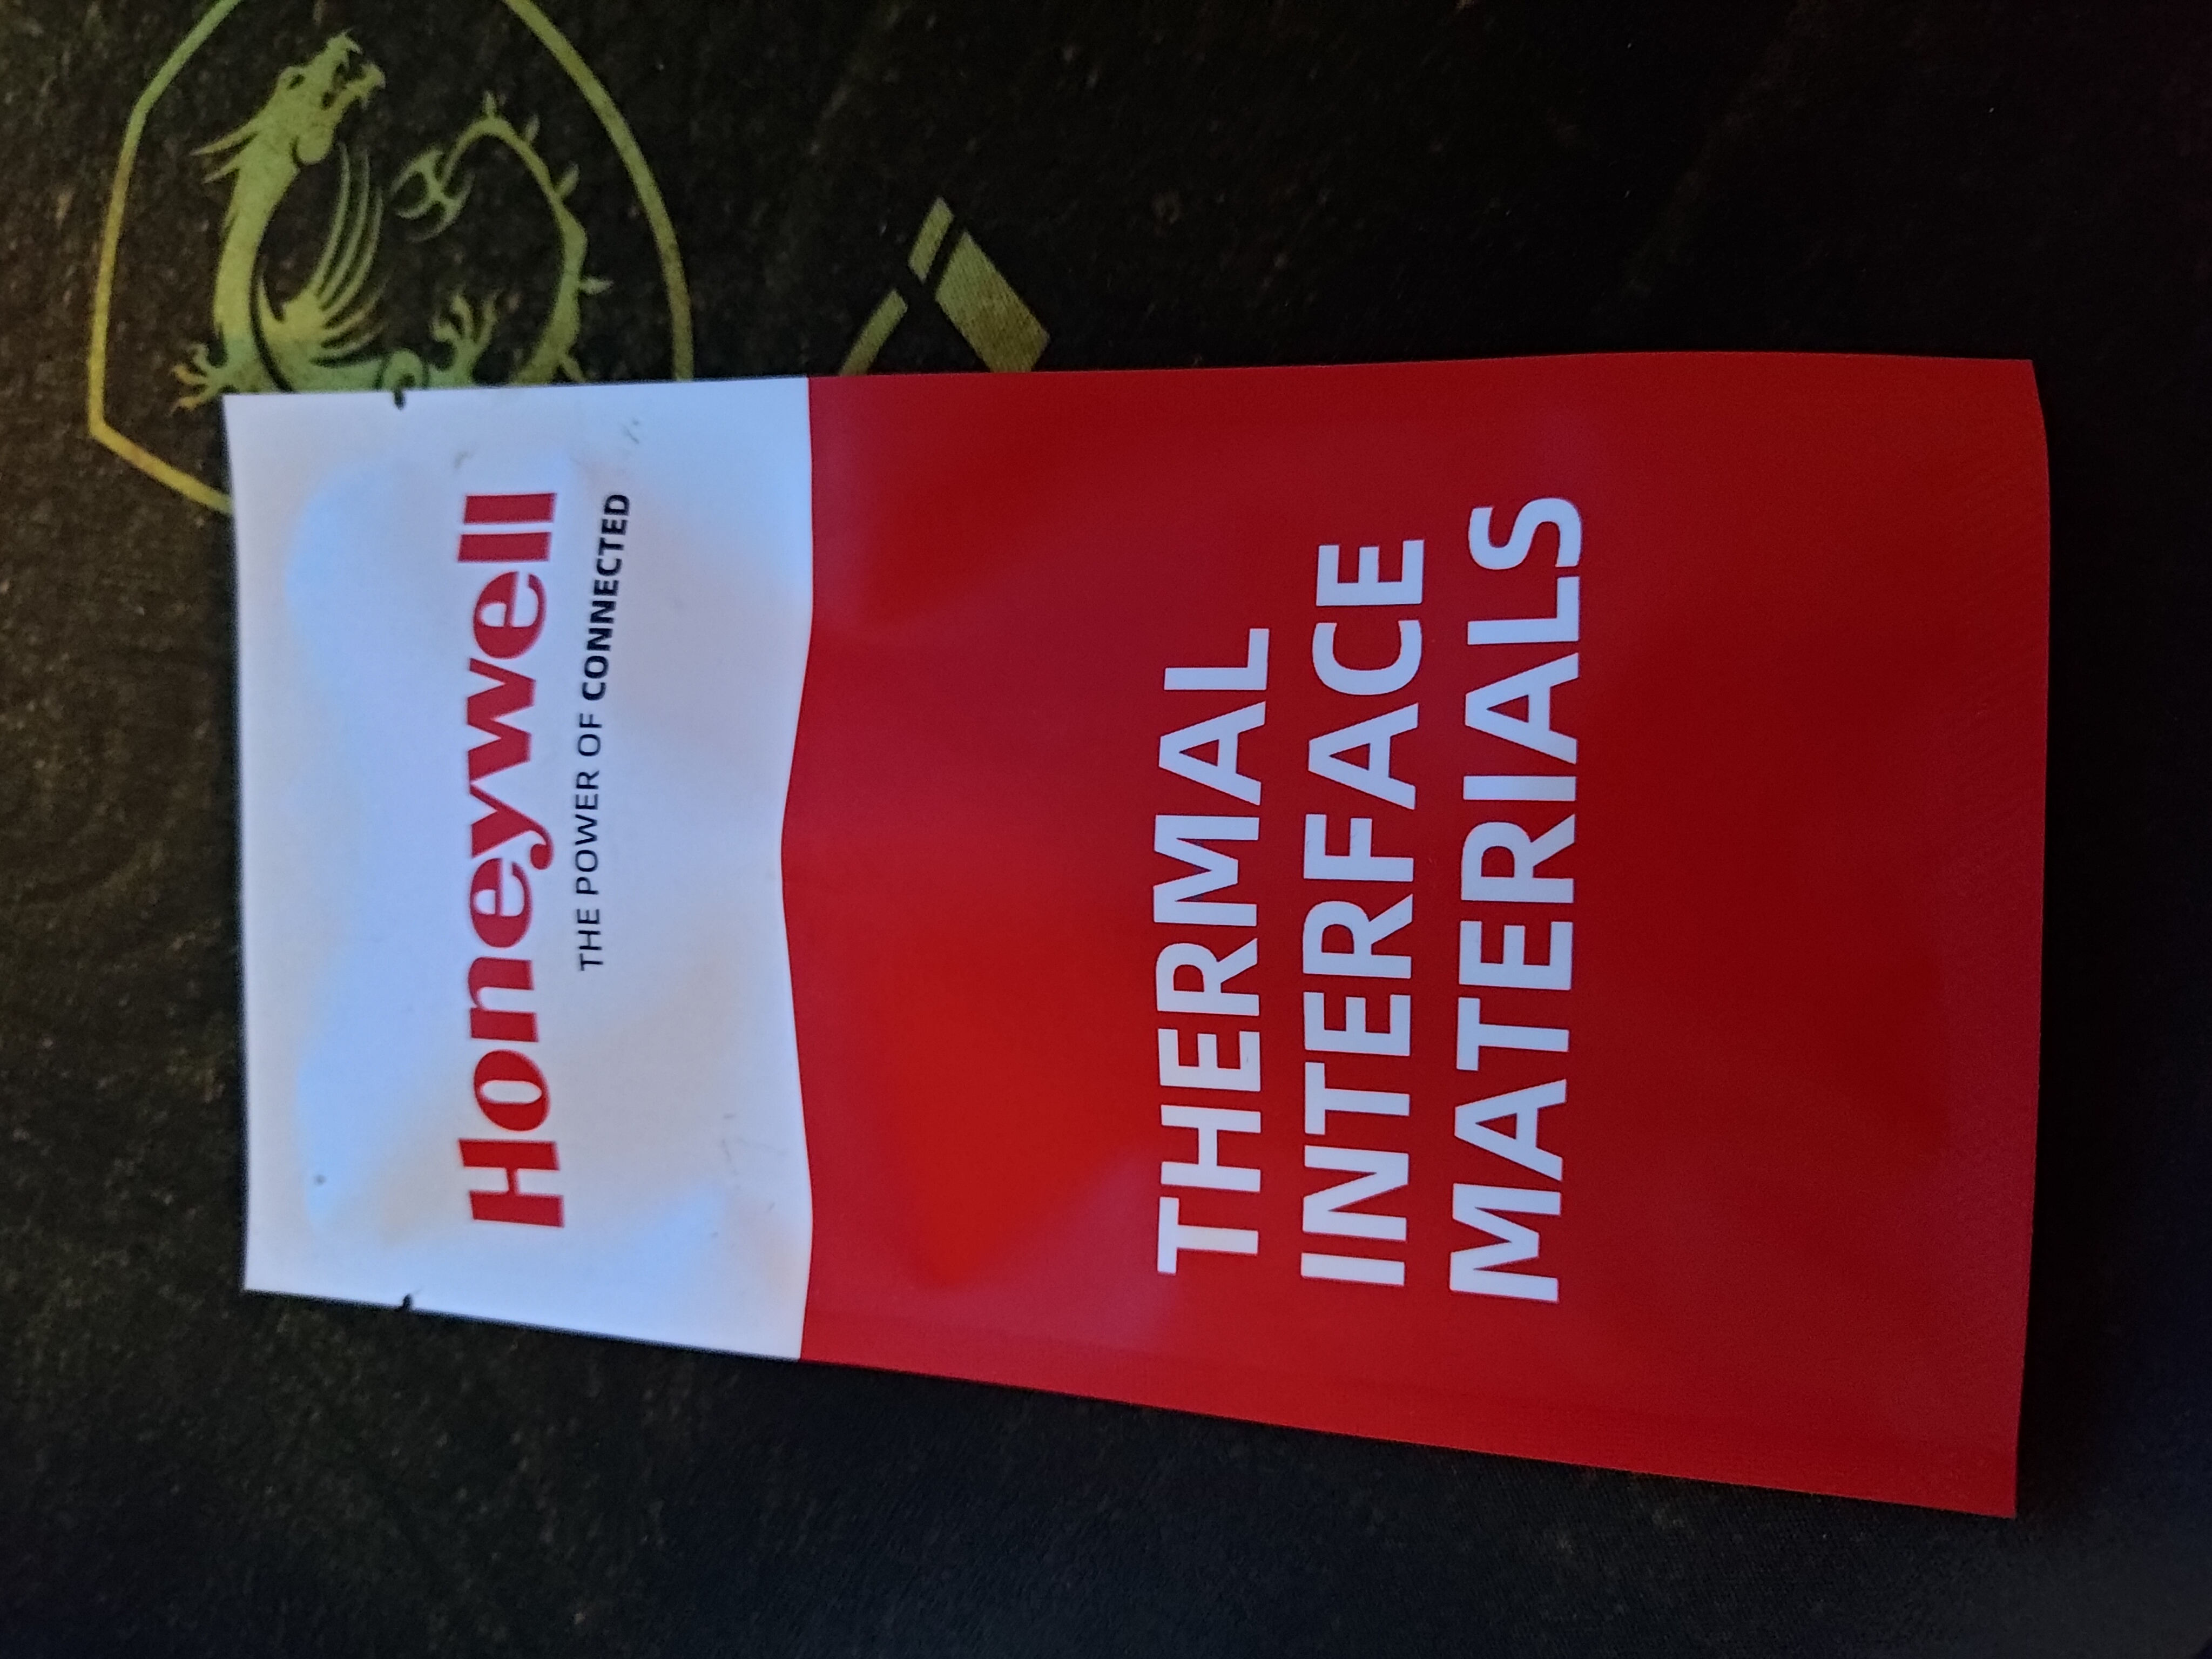 Honeywell
THE POWER OF CONNECTED
THERMAL
INTERFACE
MATERIALS